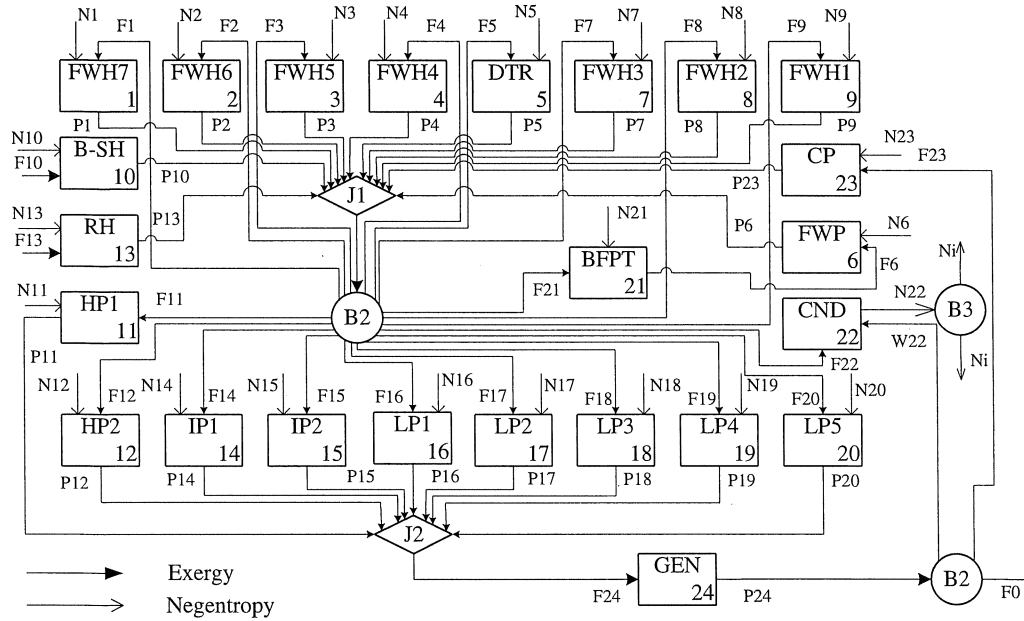 N1 F1 N2 F2 F3 N3 N4 F4 F5 N5 F7 N7 F8 N8 F9 N9
FWH7 FWH6 FWH5 FWH4 DTR FWH3 FWH2 FWH1
1 2 3 4 5 7 8 9
P1 P2 P3 P4 P5 P7 P8 P9
N10 B-SH N23
F10 10 P10 P23 CP F23
23
J1
N13 RH P13 N21 P6 FWP N6
F13 13 6 F6 Ni
BFPT
N11 HP1 F11 F21 21 CND N22 B3
11 B2 22 W22
P11 F22 Ni
N12 F12 N14 F14 N15 F15 F16 N16 F17 N17 F18 N18 F19 N19 F20 N20
HP2 IP1 IP2 LP1 LP2 LP3 LP4 LP5
12 14 15 16 17 18 19 20
P12 P14 P15 P16 P17 P18 P19 P20
J2
Exergy GEN B2
F24 24 P24 F0
Negentropy